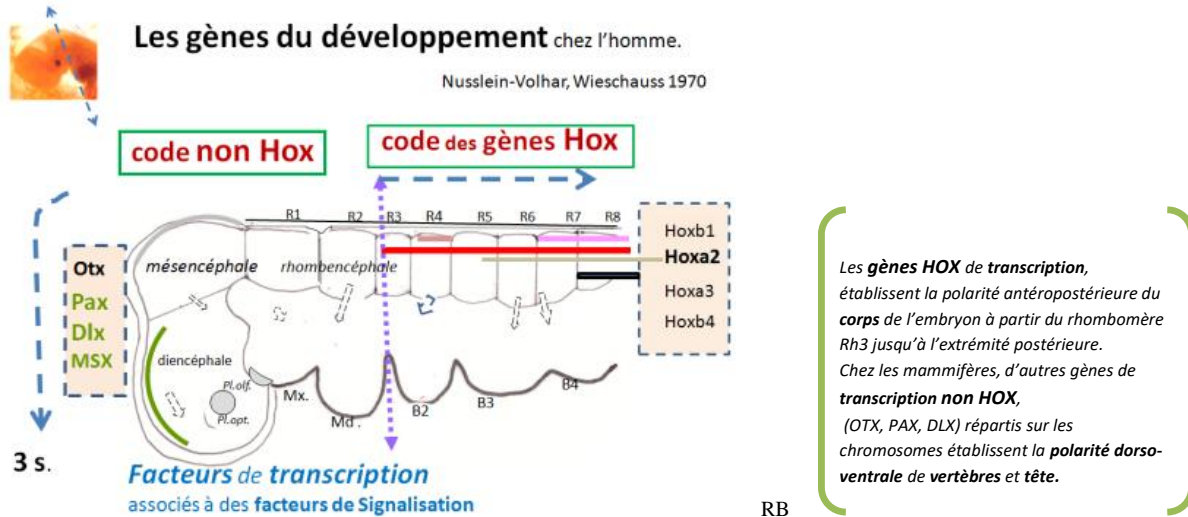 Les gènes du développement chez l'homme.
Nusslein-Volhar, Wieschauss 1970
code non Hox
code des gènes Hox
R1 R2 R3 R4 R5 R6 R7 R8
Otx
Pax
Dlx
MSX
mésencéphale
rhombencéphale
diencéphale
Pl.olf.
Pl.opt.
Mx.
Md.
B2
B3
B4
Hoxb1
Hoxa2
Hoxa3
Hoxb4
3 s.
Facteurs de transcription
associés à des facteurs de Signalisation
RB
Les gènes HOX de transcription,
établissent la polarité antéropostérieure du
corps de l'embryon à partir du rhombomère
Rh3 jusqu'à l'extrémité postérieure.
Chez les mammifères, d'autres gènes de
transcription non HOX,
(OTX, PAX, DLX) répartis sur les
chromosomes établissent la polarité dorso-
ventrale de vertèbres et tête.